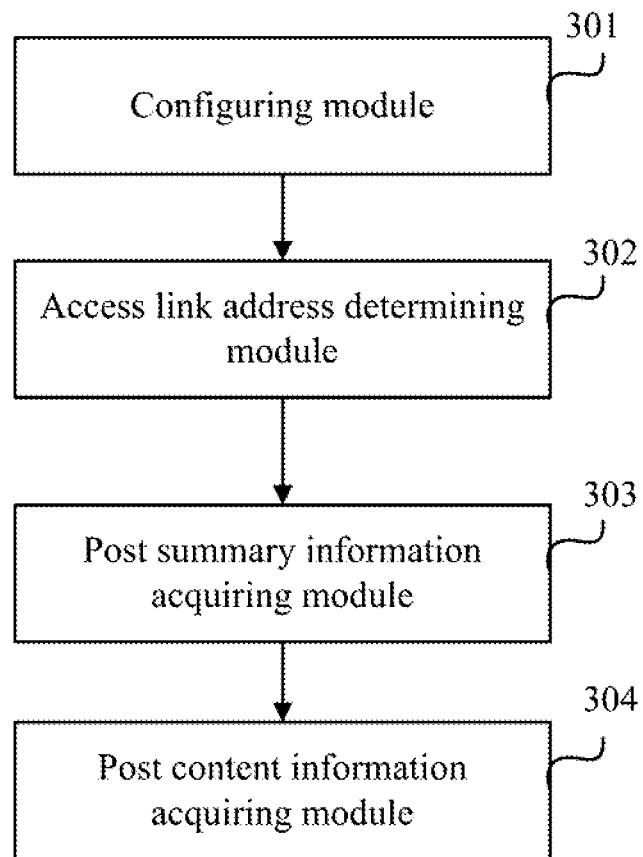 301
Configuring module
302
Access link address determining
module
303
Post summary information
acquiring module
304
Post content information
acquiring module